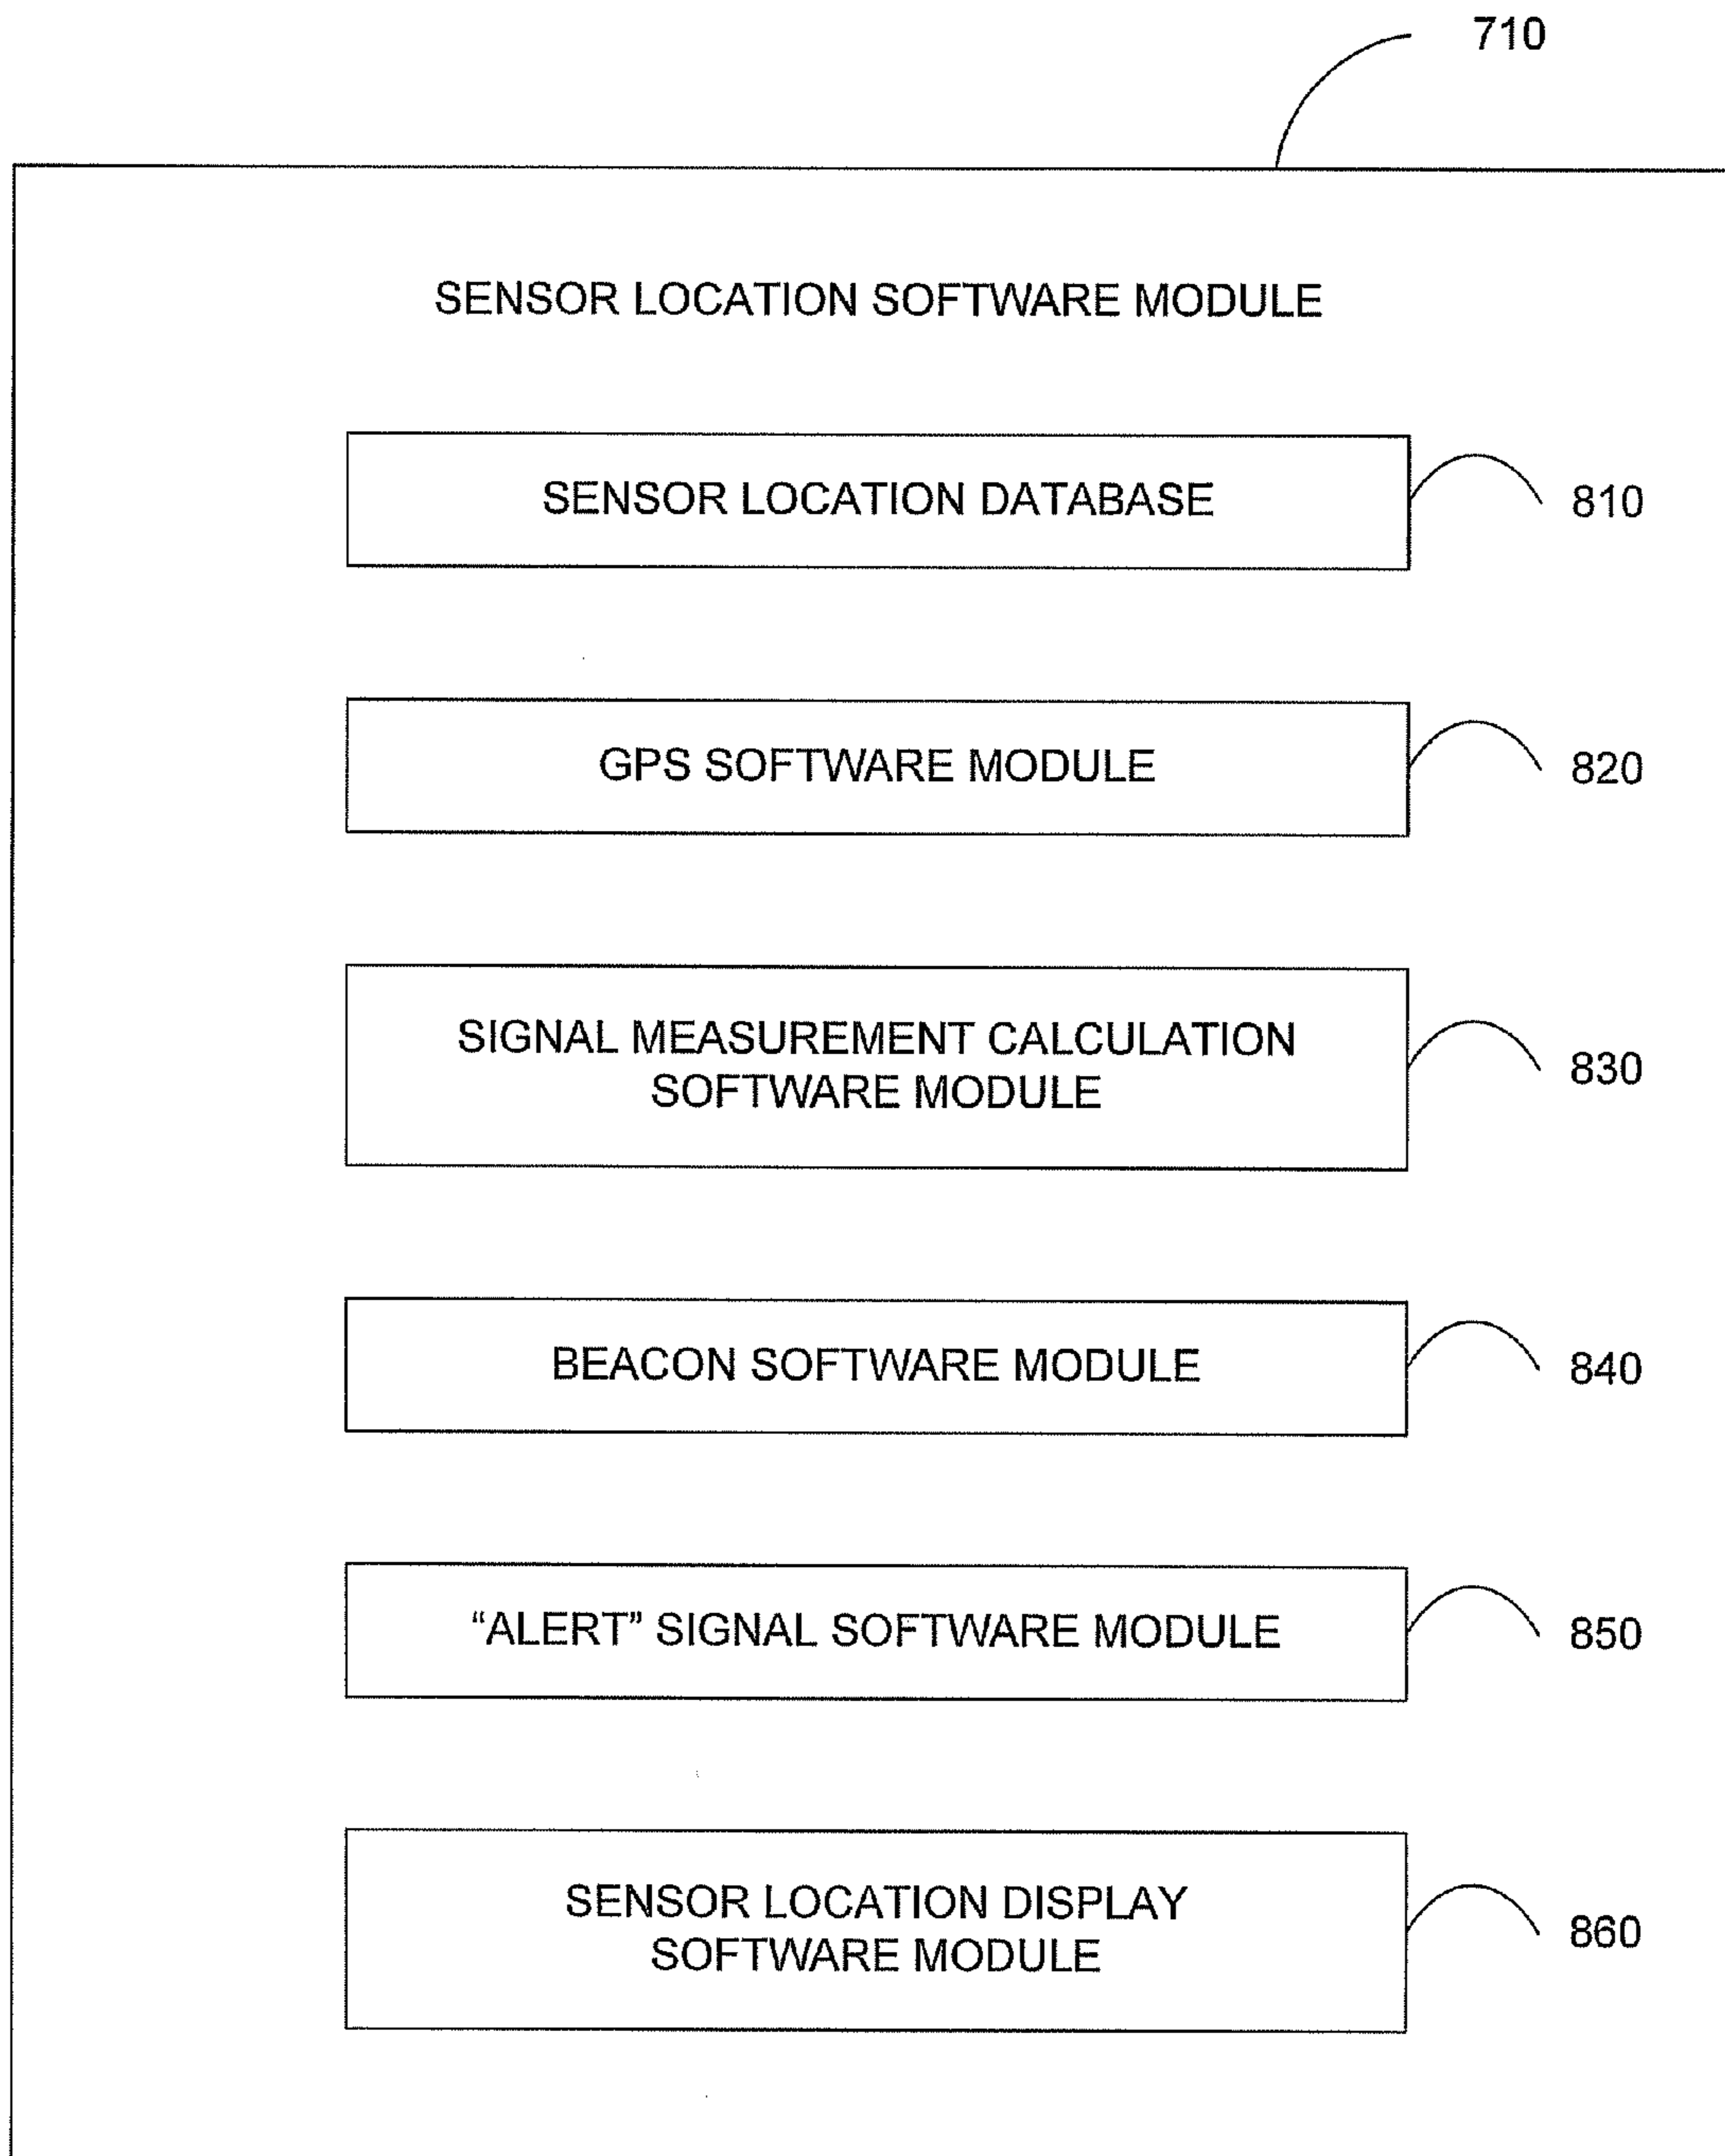 710
SENSOR LOCATION SOFTWARE MODULE
SENSOR LOCATION DATABASE
810
GPS SOFTWARE MODULE
820
SIGNAL MEASUREMENT CALCULATION
SOFTWARE MODULE
830
BEACON SOFTWARE MODULE
840
“ALERT” SIGNAL SOFTWARE MODULE
850
SENSOR LOCATION DISPLAY
SOFTWARE MODULE
860